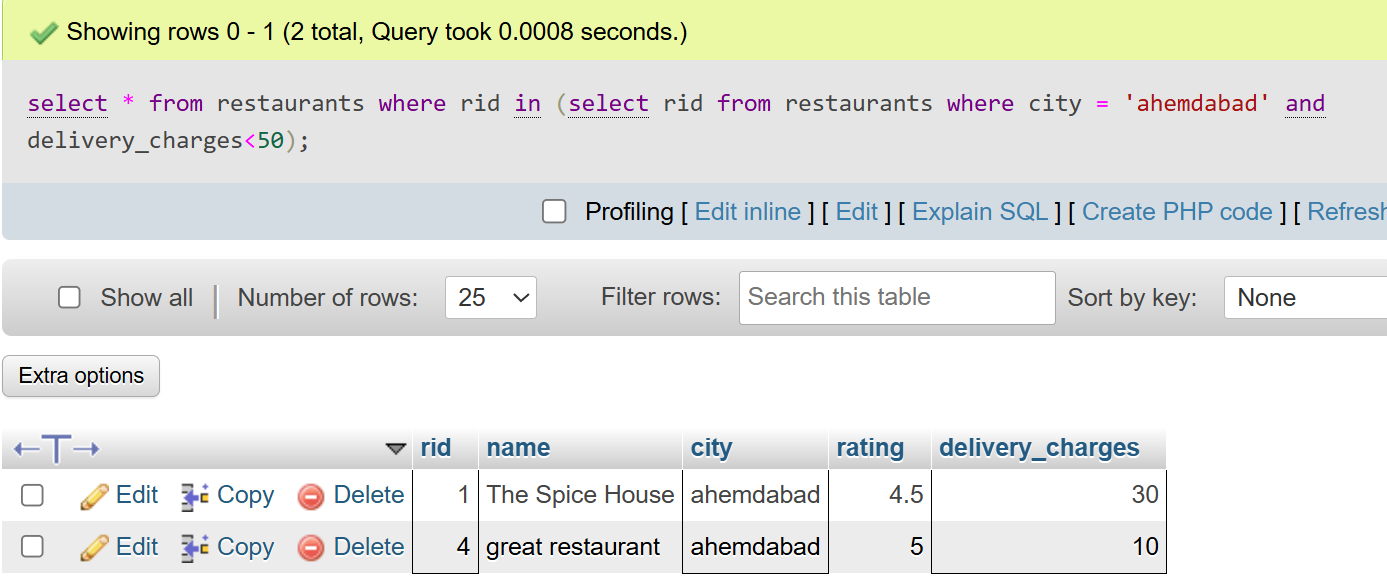 Showing rows 0 - 1 (2 total, Query took 0.0008 seconds.)
select * from restaurants where rid in (select rid from restaurants where city = 'ahemdabad' and
delivery_charges<50);
Profiling [ Edit inline ] [ Edit ] [ Explain SQL ] [ Create PHP code ] [ Refresh
Show all Number of rows: 25 Filter rows: Search this table Sort by key: None
Extra options
rid name city rating delivery_charges
Edit Copy Delete 1 The Spice House ahemdabad 4.5 30
Edit Copy Delete 4 great restaurant ahemdabad 5 10